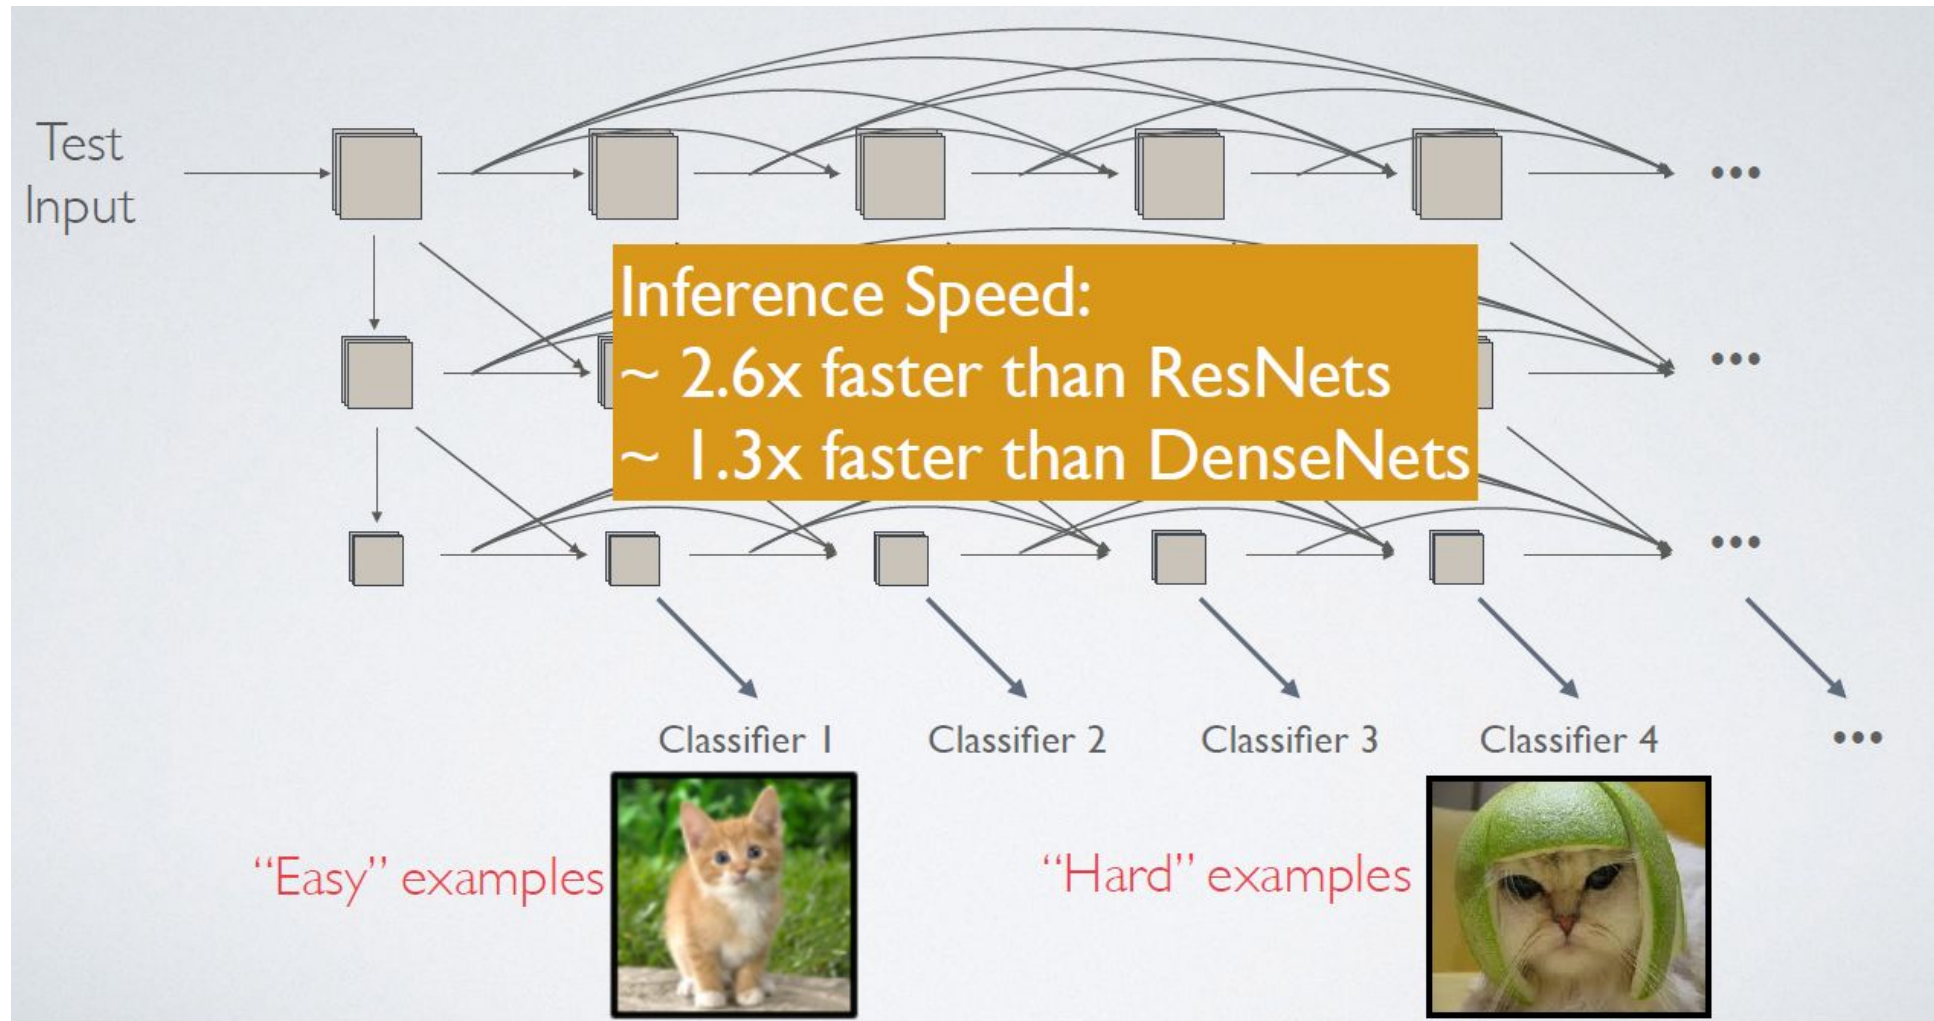 Test
Input
•••
Inference Speed:
~ 2.6x faster than ResNets
~ 1.3x faster than DenseNets
•••
•••
Classifier 1
Classifier 2
Classifier 3
Classifier 4
•••
“Easy” examples
“Hard” examples